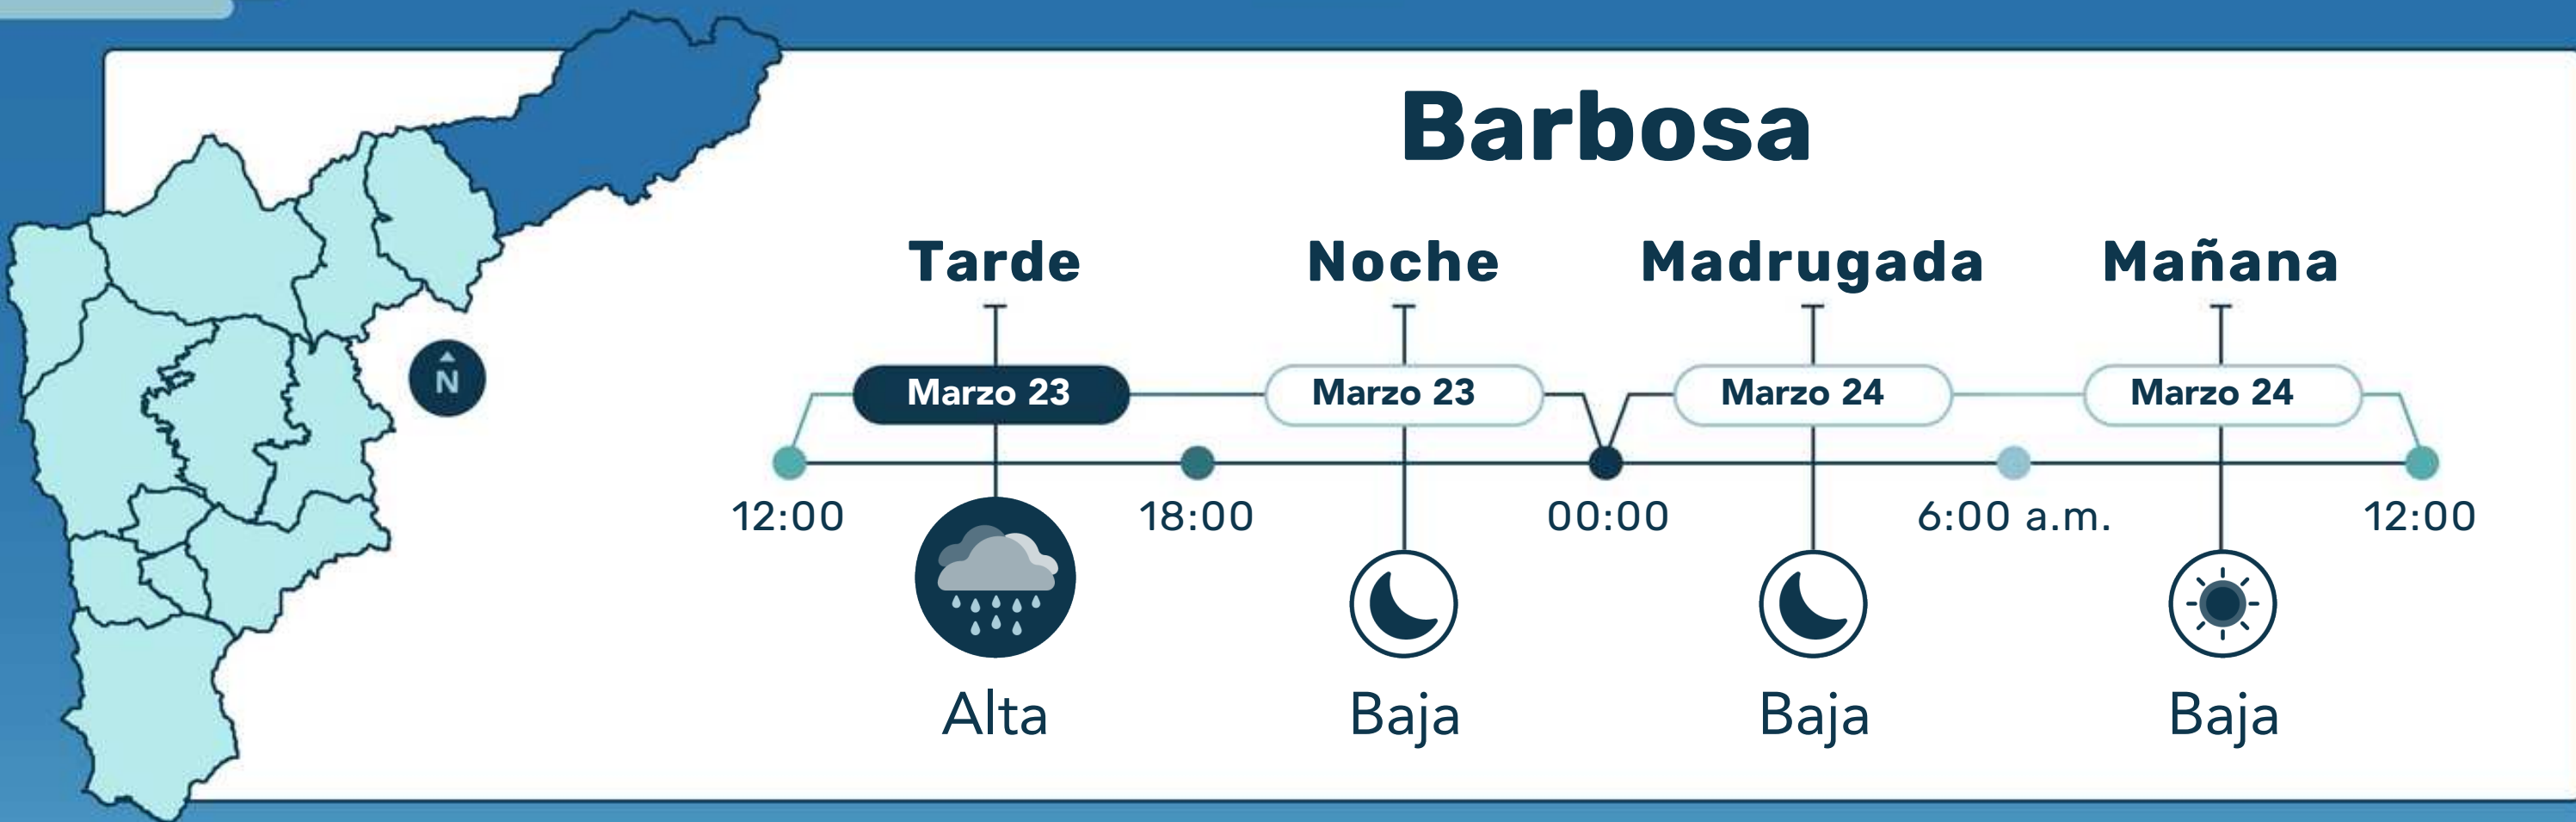 Barbosa
Tarde Noche Madrugada Mañana
Marzo 23 Marzo 23 Marzo 24 Marzo 24
N
12:00 18:00 00:00 6:00 a.m. 12:00
Alta Baja Baja Baja